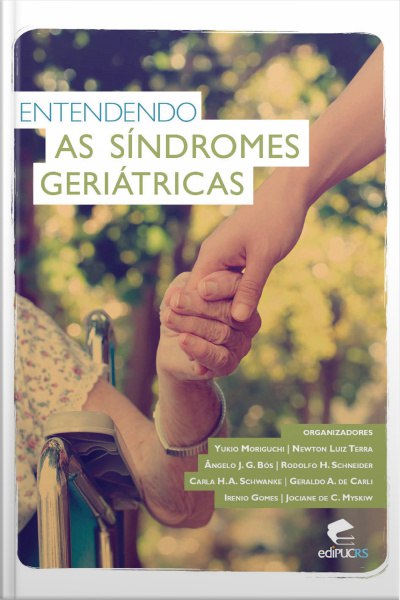 ENTENDENDO
AS SÍNDROMES
GERIÁTRICAS
ORGANIZADORES
YUKIO MORIGUCHI | NEWTON LUIZ TERRA
ÂNGELO J. G. BÓS | RODOLFO H. SCHNEIDER
CARLA H.A. SCHWANKE | GERALDO A. DE CARLI
IRENIO GOMES | JOCIANE DE C. MYSKIW
ediPUCRS